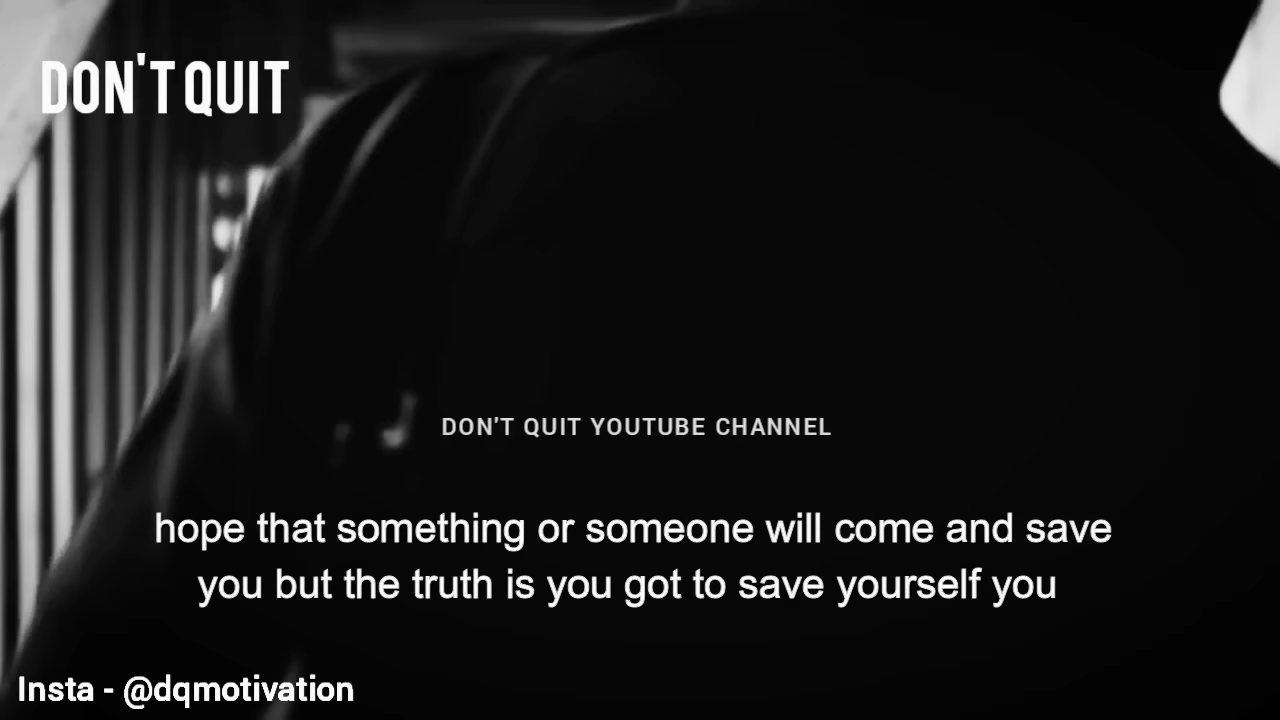 DON'T QUIT
DON'T QUIT YOUTUBE CHANNEL
hope that something or someone will come and save
you but the truth is you got to save yourself you
Insta - @dqmotivation